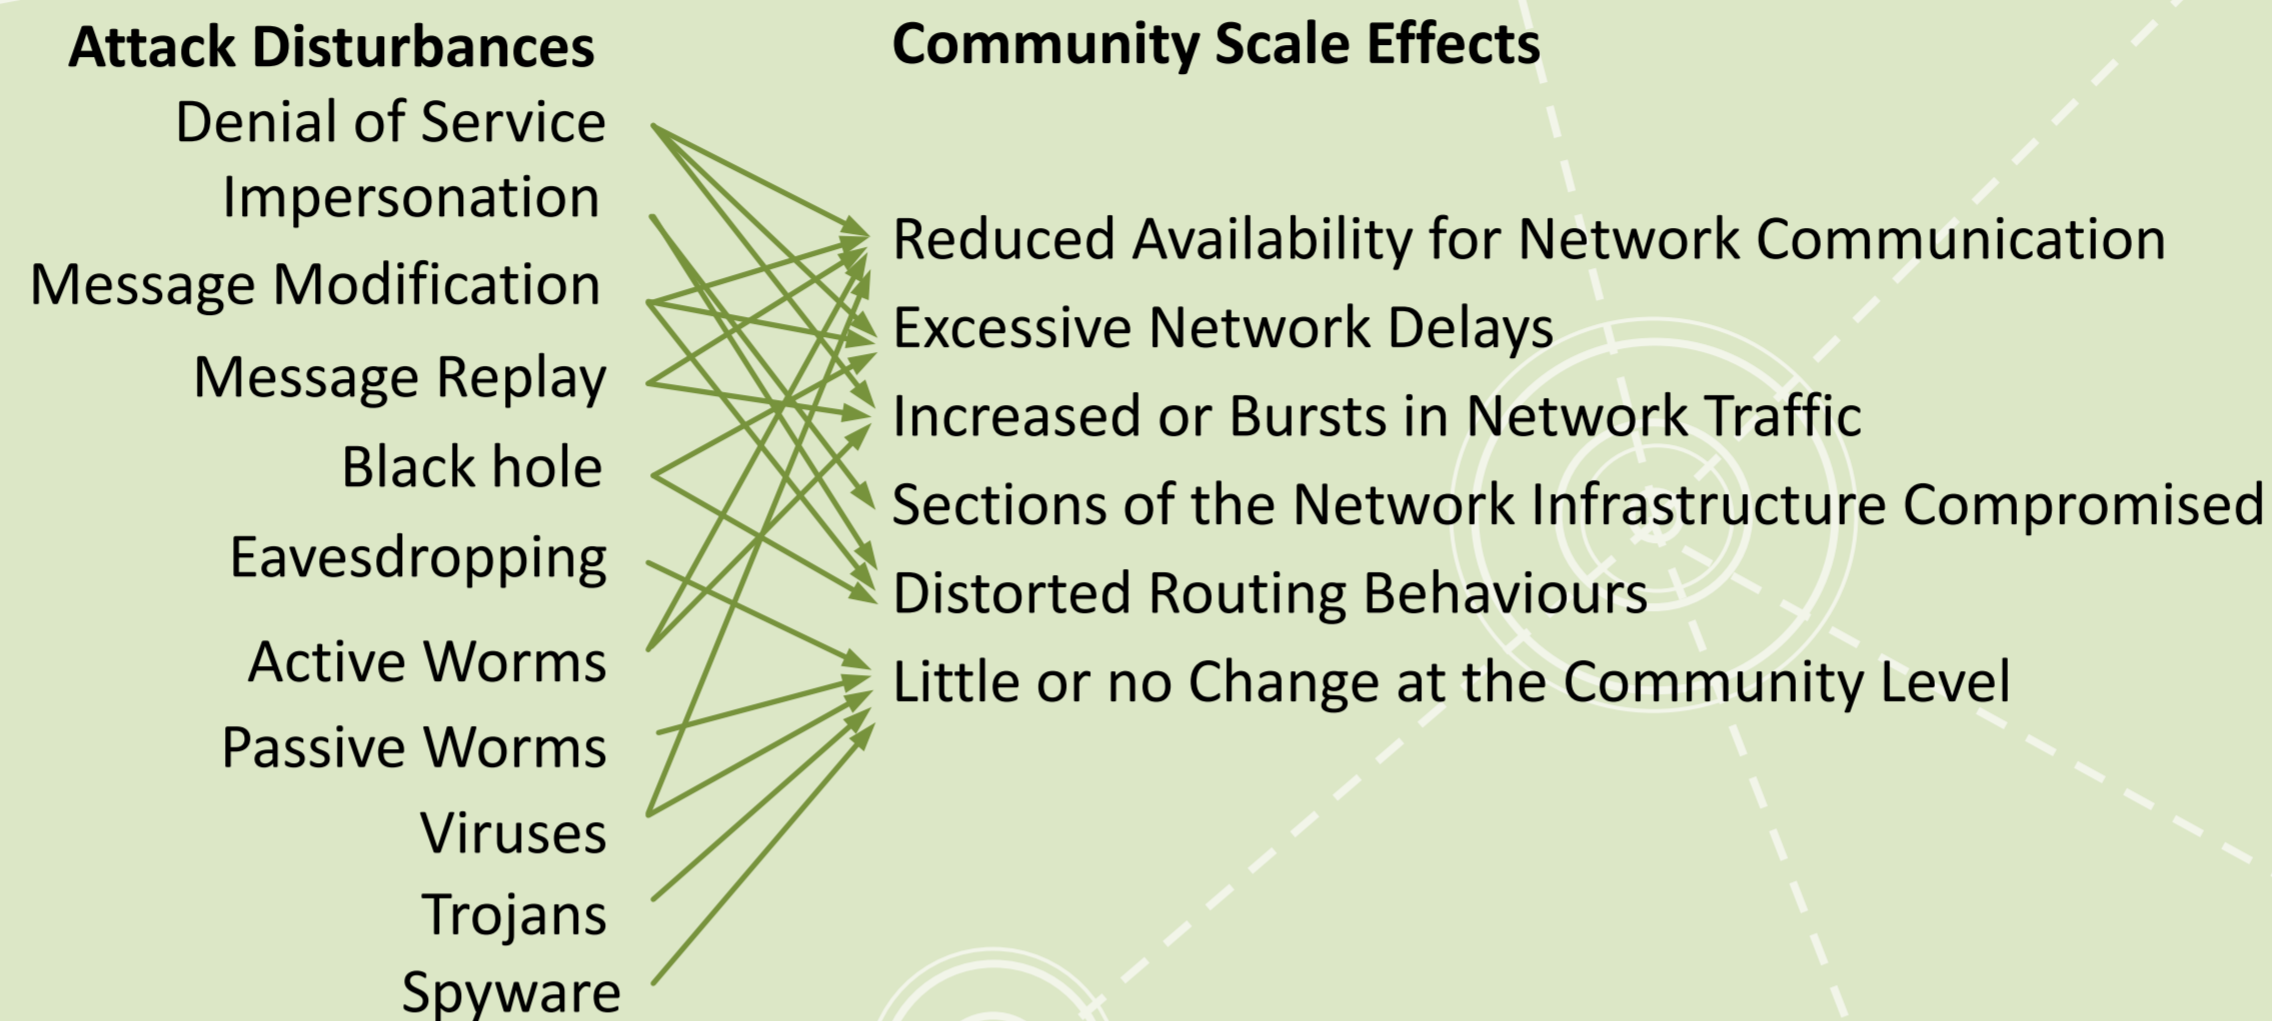 Attack Disturbances
Denial of Service
Impersonation
Message Modification
Message Replay
Black hole
Eavesdropping
Active Worms
Passive Worms
Viruses
Trojans
Spyware
Community Scale Effects
Reduced Availability for Network Communication
Excessive Network Delays
Increased or Bursts in Network Traffic
Sections of the Network Infrastructure Compromised
Distorted Routing Behaviours
Little or no Change at the Community Level